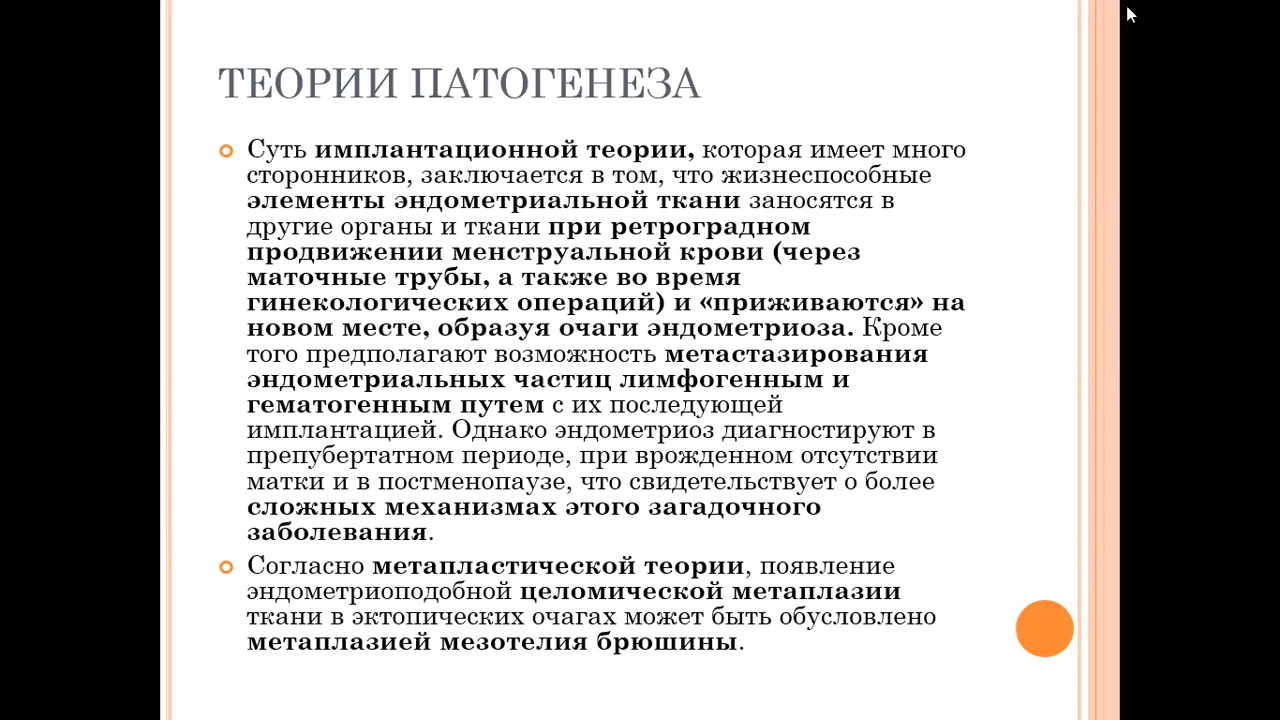 ТЕОРИИ ПАТОГЕНЕЗА
Суть имплантационной теории, которая имеет много
сторонников, заключается в том, что жизнеспособные
элементы эндометриальной ткани заносятся в
другие органы и ткани при ретроградном
продвижении менструальной крови (через
маточные трубы, а также во время
гинекологических операций) и «приживаются» на
новом месте, образуя очаги эндометриоза. Кроме
того предполагают возможность метастазирования
эндометриальных частиц лимфогенным и
гематогенным путем с их последующей
имплантацией. Однако эндометриоз диагностируют в
препубертатном периоде, при врожденном отсутствии
матки и в постменопаузе, что свидетельствует о более
сложных механизмах этого загадочного
заболевания.
Согласно метапластической теории, появление
эндометриоподобной целомической метаплазии
ткани в эктопических очагах может быть обусловлено
метаплазией мезотелия брюшины.